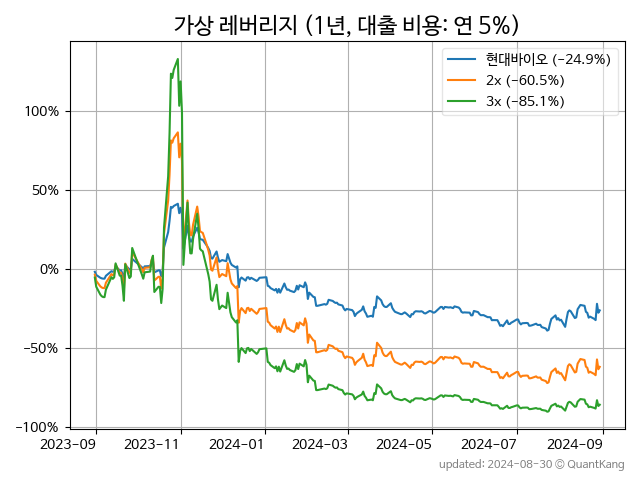 가상 레버리지 (1년, 대출 비용: 연 5%)
현대바이오 (-24.9%)
2x (-60.5%)
3x (-85.1%)
100%
50%
0%
-50%
-100%
2023-09 2023-11 2024-01 2024-03 2024-05 2024-07 2024-09
updated: 2024-08-30 © QuantKang